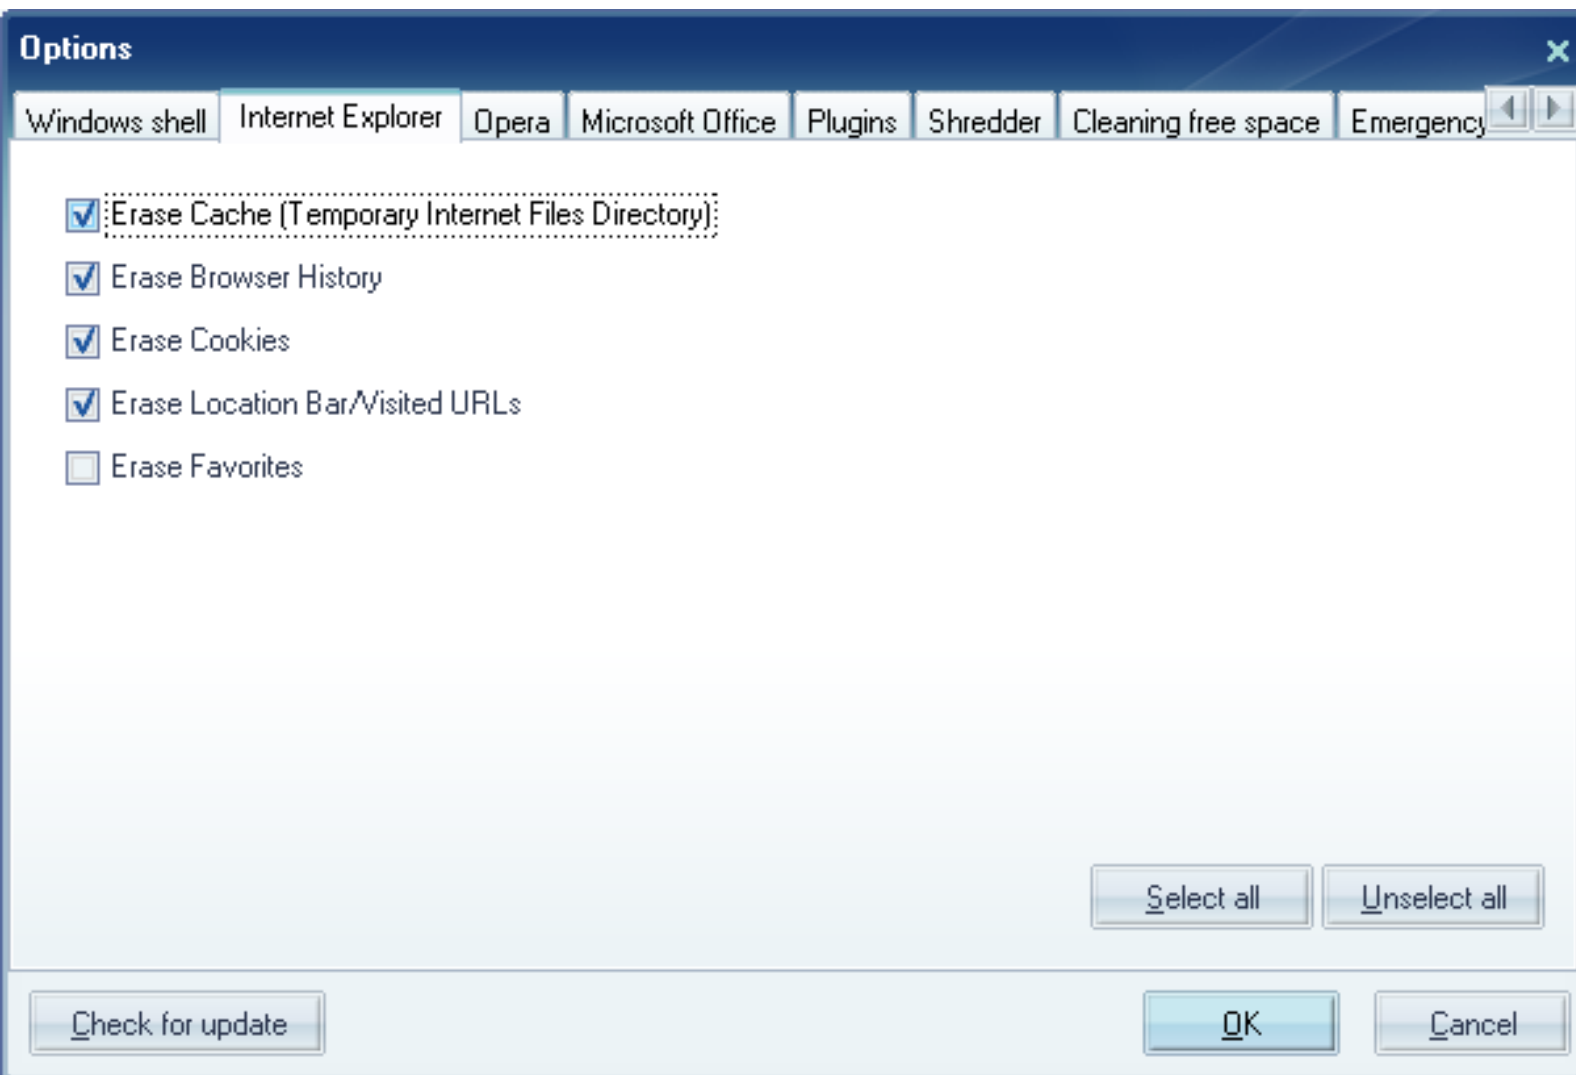 Options
Windows shell Internet Explorer Opera Microsoft Office Plugins Shredder Cleaning free space Emergency
Erase Cache (Temporary Internet Files Directory)
Erase Browser History
Erase Cookies
Erase Location Bar/Visited URLs
Erase Favorites
Select all Unselect all
Check for update OK Cancel